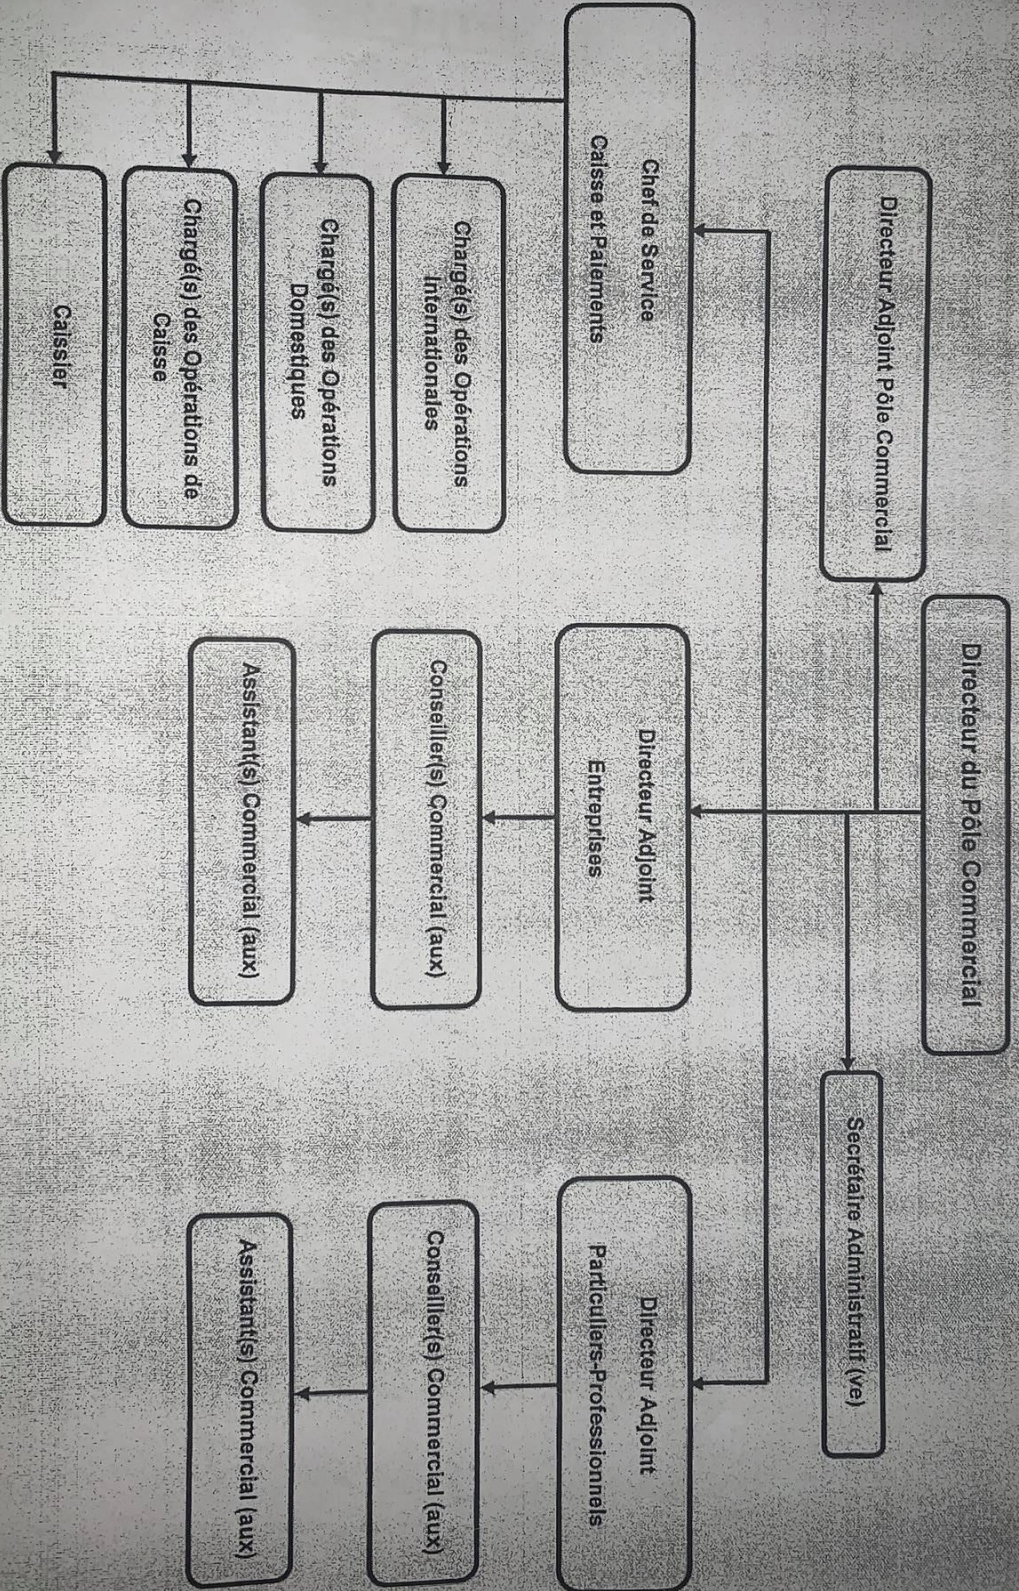 Directeur du Pôle Commercial
Directeur Adjoint Pôle Commercial
Secrétaire Administratif (ve)
Chef de Service
Caisse et Paiements
Directeur Adjoint
Entreprises
Directeur Adjoint
Particuliers-Professionnels
Chargé(s) des Opérations
Internationales
Chargé(s) des Opérations
Domestiques
Chargé(s) des Opérations de
Caisse
Caissier
Conseiller(s) Commercial (aux)
Assistant(s) Commercial (aux)
Conseiller(s) Commercial (aux)
Assistant(s) Commercial (aux)